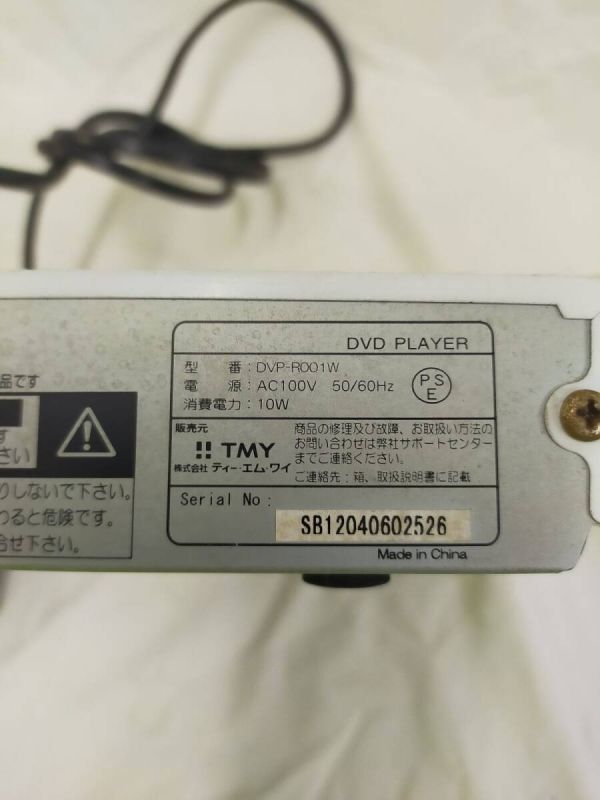 DVD PLAYER
型 番：DVP-R001W
電 源：AC100V 50/60Hz
消費電力：10W
PS
E
販売元
!! TMY
株式会社 ティー・エム・ワイ
商品の修理及び故障、お取扱い方法の
お問い合わせは弊社サポートセンター
までご連絡ください。
ご連絡先：箱、取扱説明書に記載
Serial No：
SB12040602526
Made in China
品です
す
さい
りしないで下さい。
わると危険です。
合せ下さい。